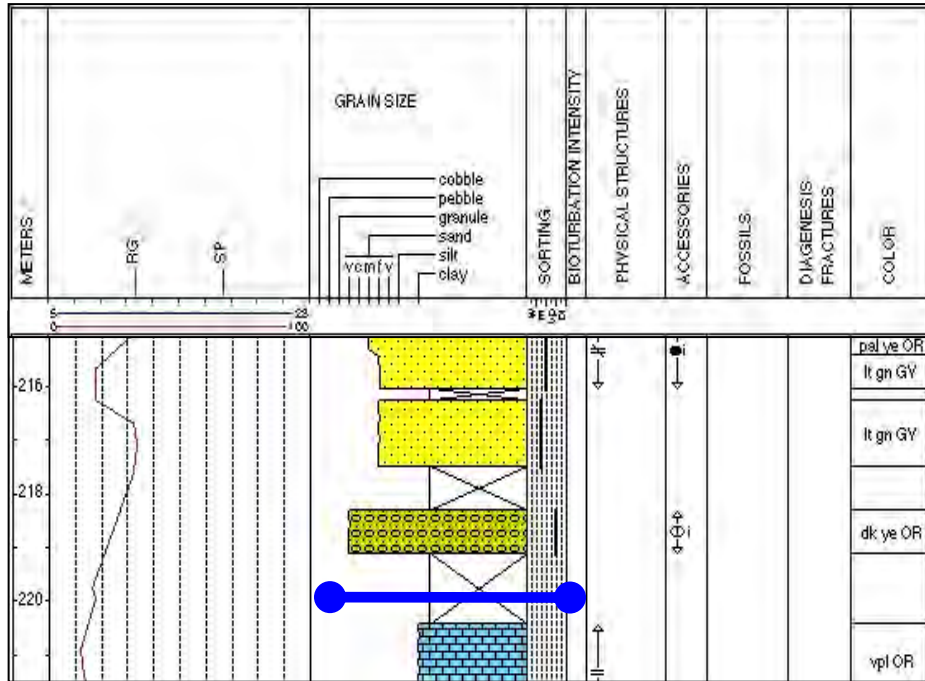 METERS
RG
SP
GRAIN SIZE
cobble
pebble
granule
sand
silt
clay
vcmfv
SORTING
BIOTURBATION INTENSITY
PHYSICAL STRUCTURES
ACCESSORIES
FOSSILS
DIAGENESIS
FRACTURES
COLOR
0
100
pal ye OR
-216
lt gn GY
lt gn GY
-218
dk ye OR
-220
vpl OR